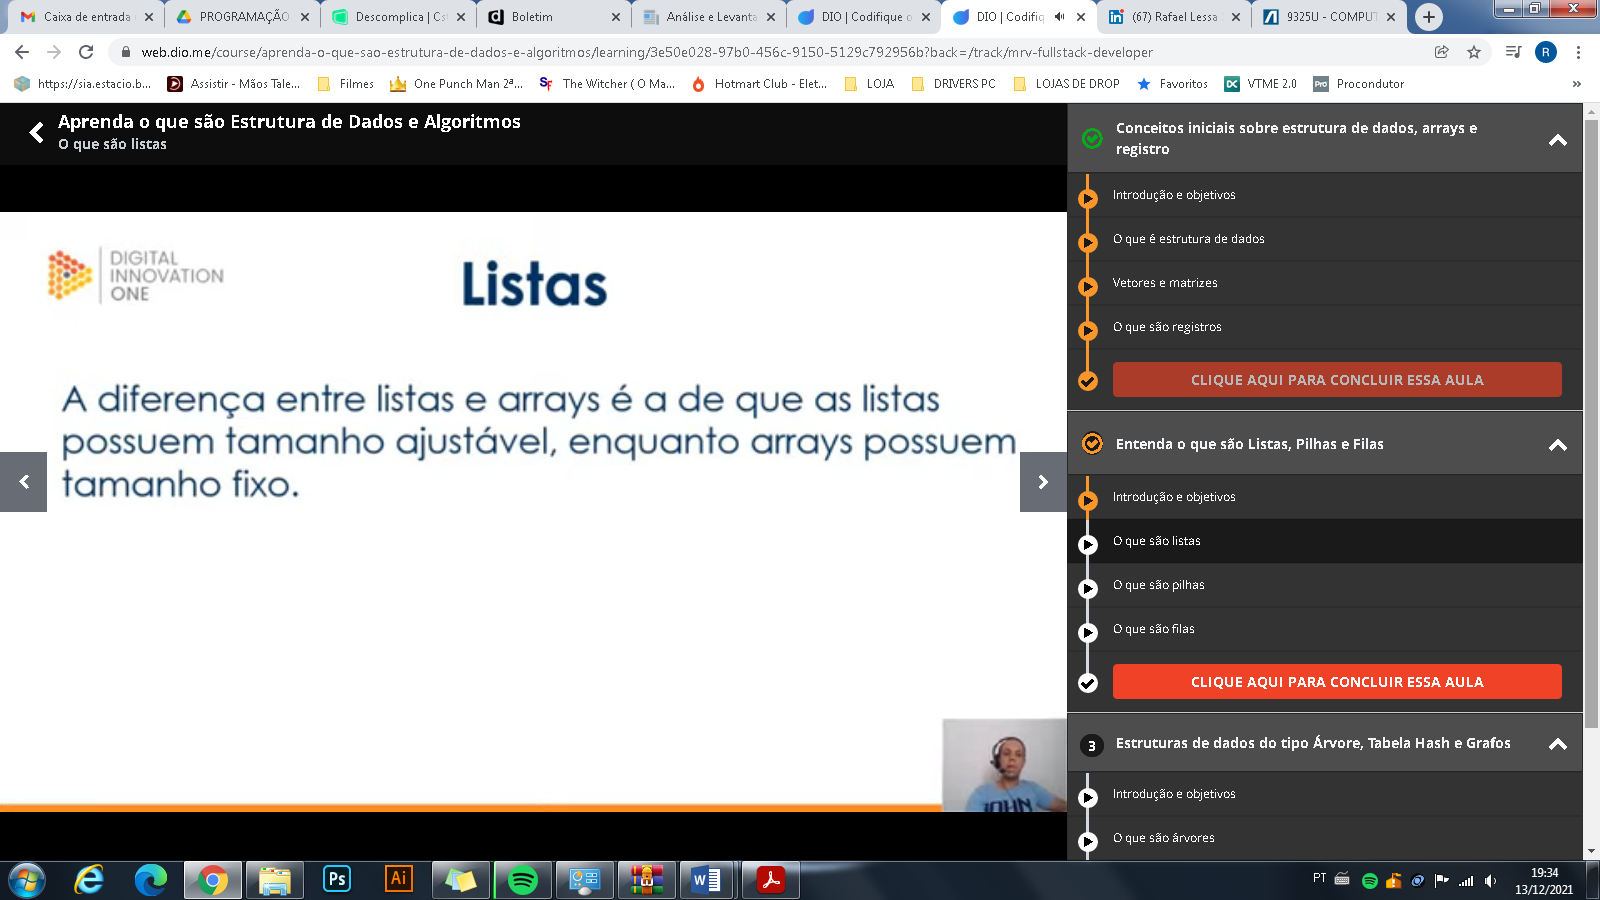 Caixa de entrada
PROGRAMAÇÃO
Descomplica | Cst
Boletim
Análise e Levanta
DIO | Codifique o
DIO | Codifiq
(67) Rafael Lessa
9325U - COMPUT
web.dio.me/course/aprenda-o-que-sao-estrutura-de-dados-e-algoritmos/learning/3e50e028-97b0-456c-9150-5129c792956b?back=/track/mrv-fullstack-developer
R
https://sia.estacio.b...
Assistir - Mãos Tale...
Filmes
One Punch Man 2ª...
The Witcher ( O Ma...
Hotmart Club - Elet...
LOJA
DRIVERS PC
LOJAS DE DROP
Favoritos
VTME 2.0
Procondutor
Aprenda o que são Estrutura de Dados e Algoritmos
O que são listas
DIGITAL
INNOVATION
ONE
Listas
A diferença entre listas e arrays é a de que as listas
possuem tamanho ajustável, enquanto arrays possuem
tamanho fixo.
JOHN
Conceitos iniciais sobre estrutura de dados, arrays e
registro
Introdução e objetivos
O que é estrutura de dados
Vetores e matrizes
O que são registros
CLIQUE AQUI PARA CONCLUIR ESSA AULA
Entenda o que são Listas, Pilhas e Filas
Introdução e objetivos
O que são listas
O que são pilhas
O que são filas
CLIQUE AQUI PARA CONCLUIR ESSA AULA
3
Estruturas de dados do tipo Árvore, Tabela Hash e Grafos
Introdução e objetivos
O que são árvores
Ps
Ai
PT
19:34
13/12/2021